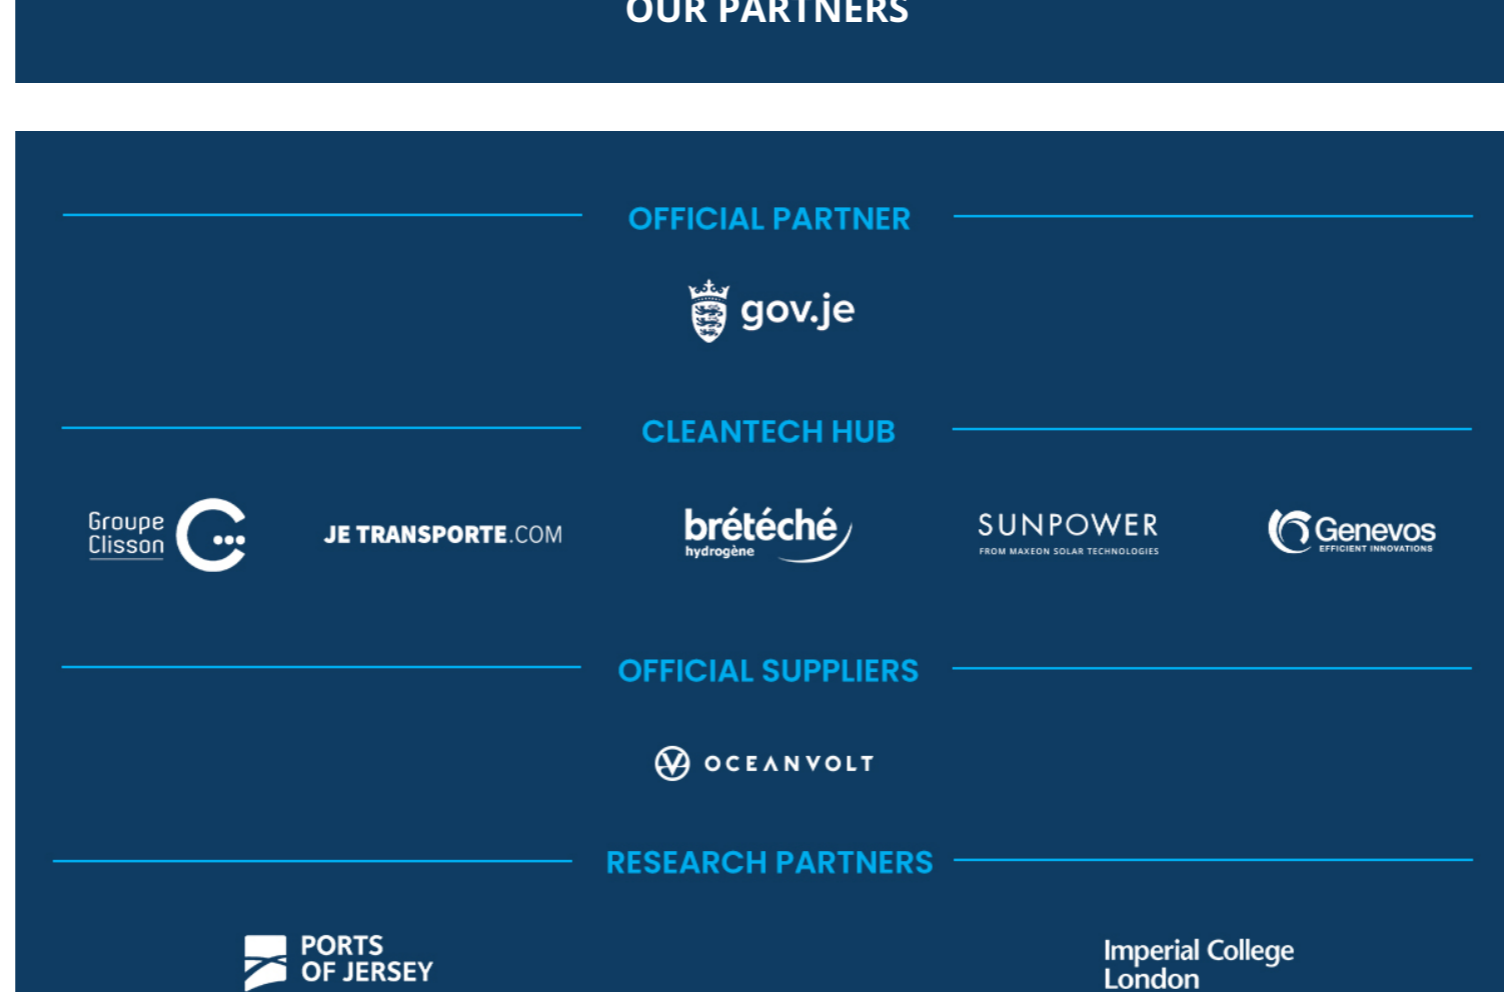 OUR PARTNERS
OFFICIAL PARTNER
gov.je
CLEANTECH HUB
Groupe
Clisson
JE TRANSPORTE.COM
brétéché
hydrogène
SUNPOWER
FROM MAXEON SOLAR TECHNOLOGIES
Genevos
EFFICIENT INNOVATIONS
OFFICIAL SUPPLIERS
OCEANVOLT
RESEARCH PARTNERS
PORTS
OF JERSEY
Imperial College
London